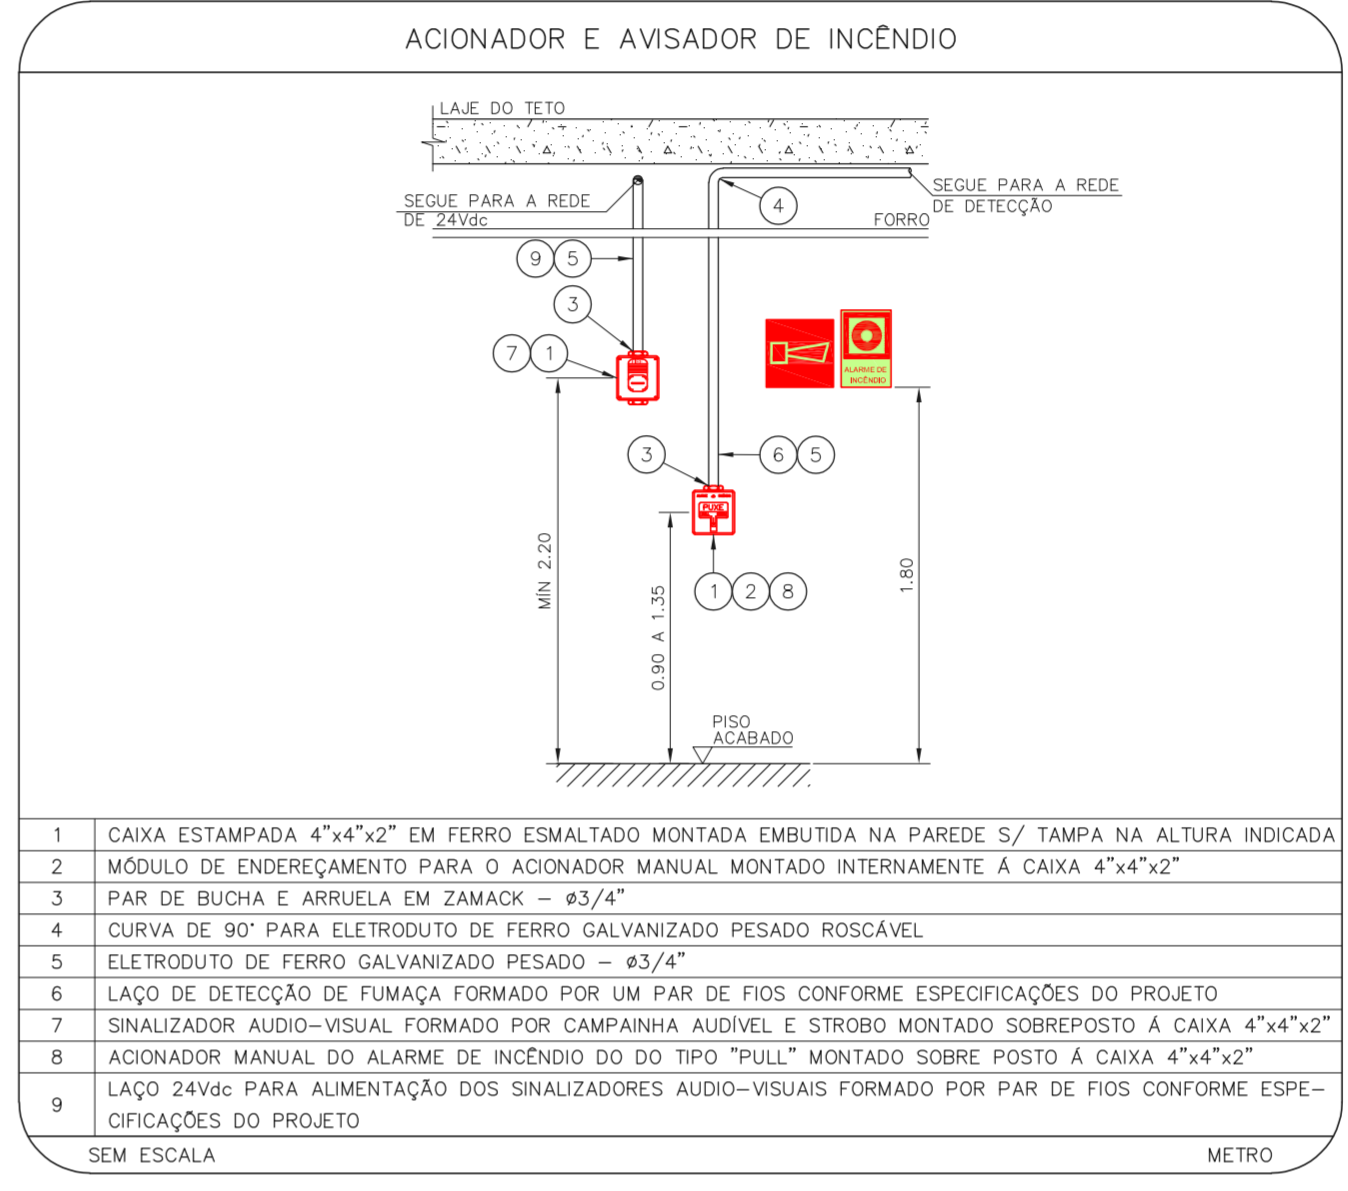 ACIONADOR E AVISADOR DE INCÊNDIO
LAJE DO TETO
SEGUE PARA A REDE
DE 24Vdc
SEGUE PARA A REDE
DE DETECÇÃO
4
FORRO
9 5
3
7 1
ALARME DE
INCÊNDIO
3
6 5
PUXE
1 2 8
MÍN 2.20
0.90 A 1.35
1.80
PISO
ACABADO
1 CAIXA ESTAMPADA 4"x4"x2" EM FERRO ESMALTADO MONTADA EMBUTIDA NA PAREDE S/ TAMPA NA ALTURA INDICADA
2 MÓDULO DE ENDEREÇAMENTO PARA O ACIONADOR MANUAL MONTADO INTERNAMENTE Á CAIXA 4"x4"x2"
3 PAR DE BUCHA E ARRUELA EM ZAMACK – ø3/4"
4 CURVA DE 90° PARA ELETRODUTO DE FERRO GALVANIZADO PESADO ROSCÁVEL
5 ELETRODUTO DE FERRO GALVANIZADO PESADO – ø3/4"
6 LAÇO DE DETECÇÃO DE FUMAÇA FORMADO POR UM PAR DE FIOS CONFORME ESPECIFICAÇÕES DO PROJETO
7 SINALIZADOR AUDIO–VISUAL FORMADO POR CAMPAINHA AUDÍVEL E STROBO MONTADO SOBREPOSTO Á CAIXA 4"x4"x2"
8 ACIONADOR MANUAL DO ALARME DE INCÊNDIO DO DO TIPO "PULL" MONTADO SOBRE POSTO Á CAIXA 4"x4"x2"
9 LAÇO 24Vdc PARA ALIMENTAÇÃO DOS SINALIZADORES AUDIO–VISUAIS FORMADO POR PAR DE FIOS CONFORME ESPE–
CIFICAÇÕES DO PROJETO
SEM ESCALA
METRO